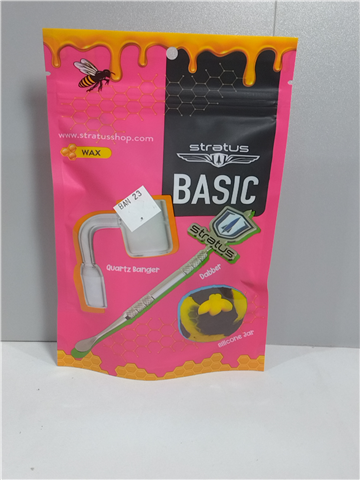 www.stratusshop.com
WAX
stratus
BASIC
BAN 23
Quartz Banger
stratus
Dabber
Silicone Jar